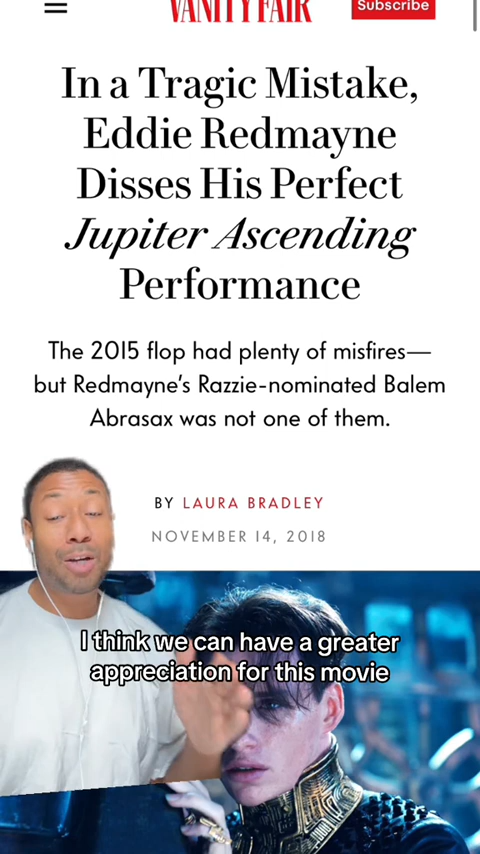 VANITY FAIR
Subscribe
In a Tragic Mistake,
Eddie Redmayne
Disses His Perfect
Jupiter Ascending
Performance
The 2015 flop had plenty of misfires—
but Redmayne's Razzie-nominated Balem
Abrasax was not one of them.
BY LAURA BRADLEY
NOVEMBER 14, 2018
I think we can have a greater
appreciation for this movie